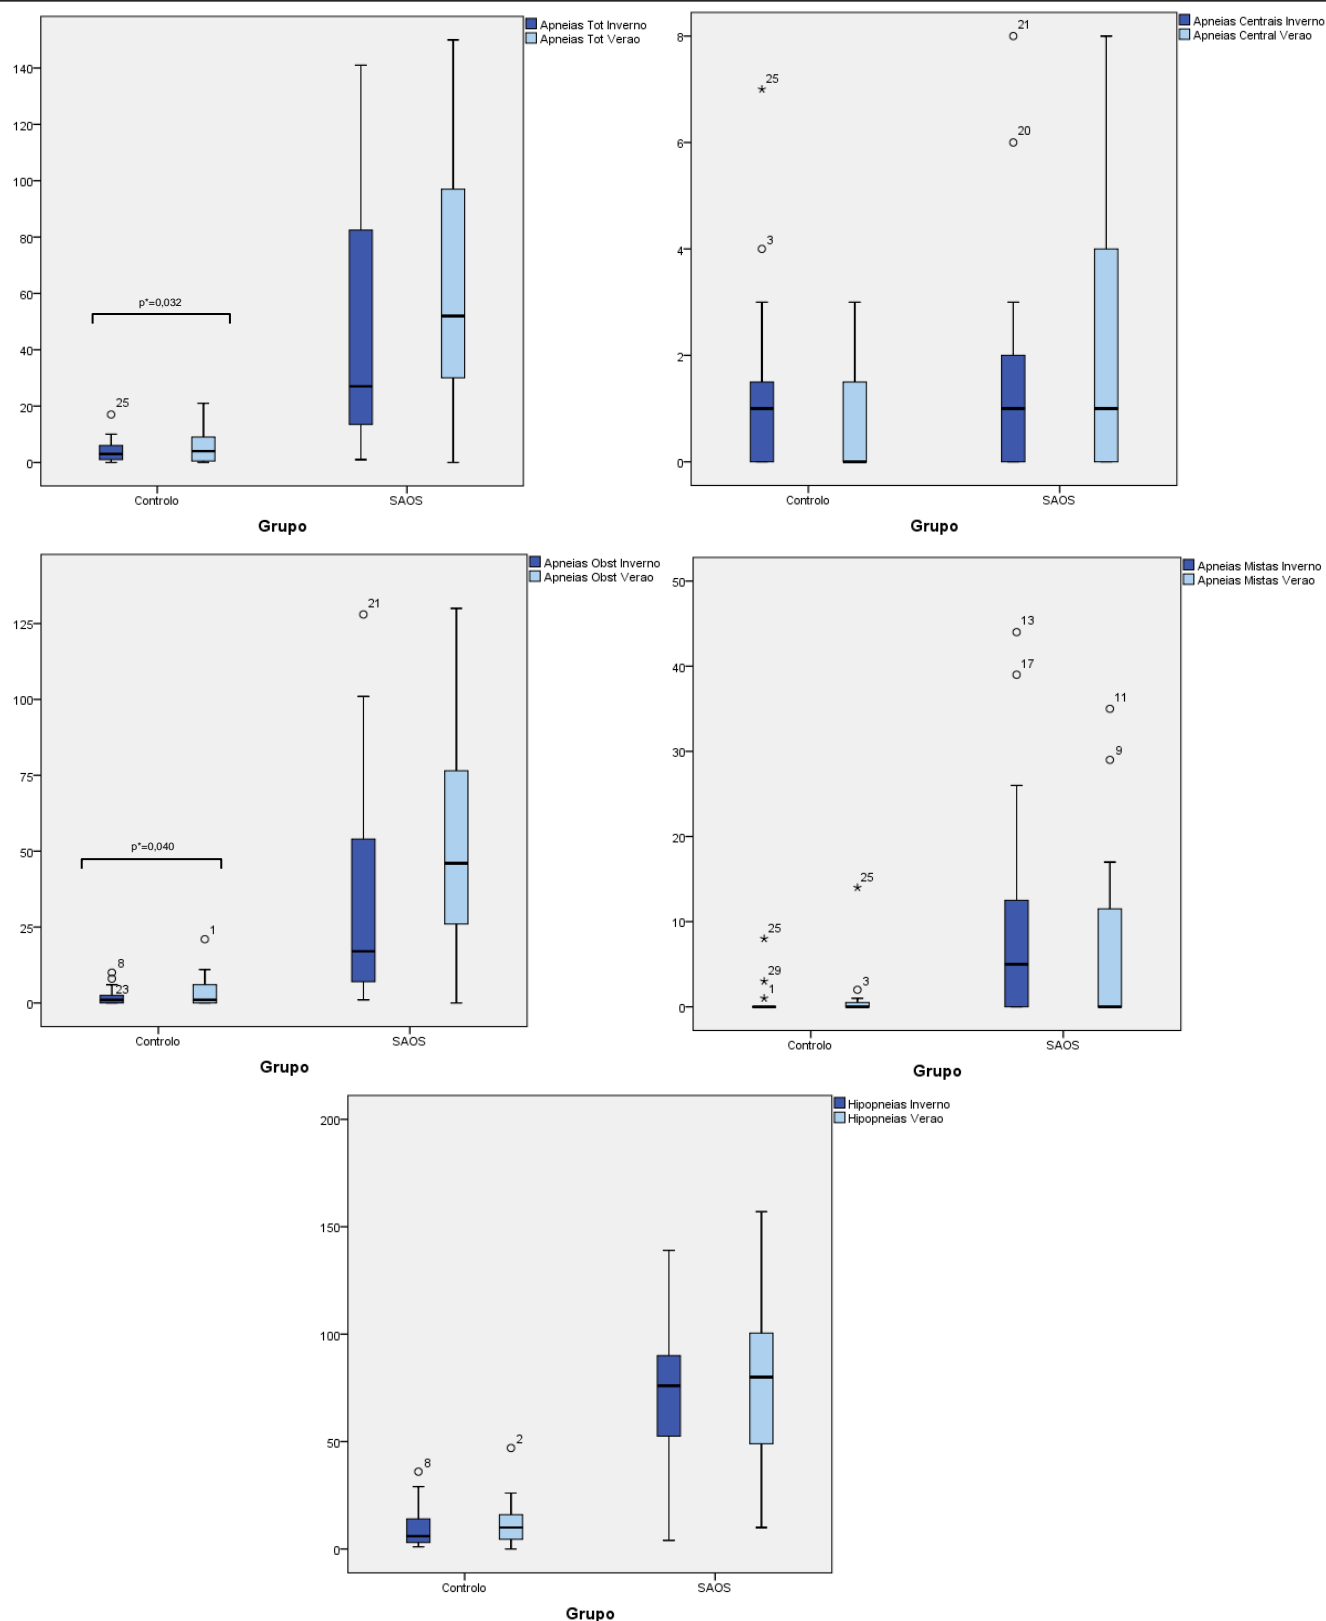 Apneias Tot Inverno
Apneias Tot Verao
140
120
100
80
60
40
20
0
p*=0,032
25
Controlo
SAOS
Grupo
Apneias Centrais Inverno
Apneias Central Verao
8
6
4
2
0
25
3
21
20
Controlo
SAOS
Grupo
Apneias Obst Inverno
Apneias Obst Verao
125
100
75
50
25
0
p*=0,040
8
23
1
21
Controlo
SAOS
Grupo
Apneias Mistas Inverno
Apneias Mistas Verao
50
40
30
20
10
0
25
29
1
25
3
13
17
11
9
Controlo
SAOS
Grupo
Hipopneias Inverno
Hipopneias Verao
200
150
100
50
0
8
2
Controlo
SAOS
Grupo